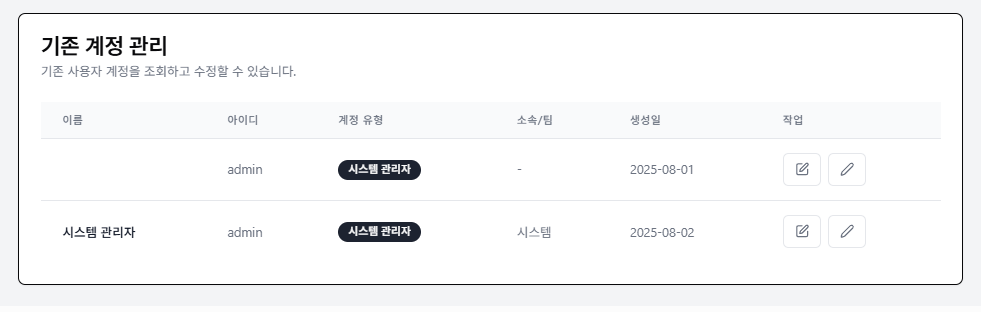 기존 계정 관리
기존 사용자 계정을 조회하고 수정할 수 있습니다.
이름 아이디 계정 유형 소속/팀 생성일 작업
admin 시스템 관리자 - 2025-08-01
시스템 관리자 admin 시스템 관리자 시스템 2025-08-02